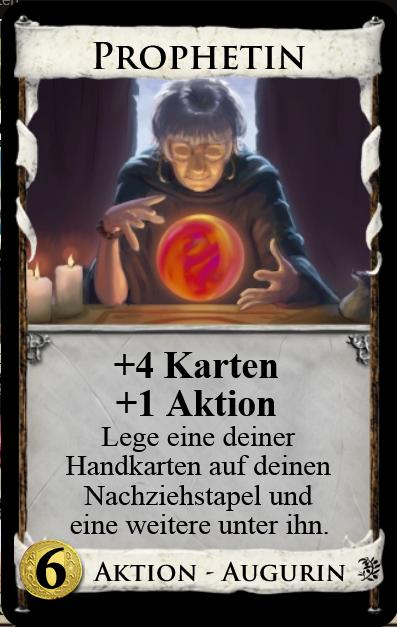 PROPHETIN
+4 Karten
+1 Aktion
Lege eine deiner
Handkarten auf deinen
Nachziehstapel und
eine weitere unter ihn.
6 AKTION - AUGURIN